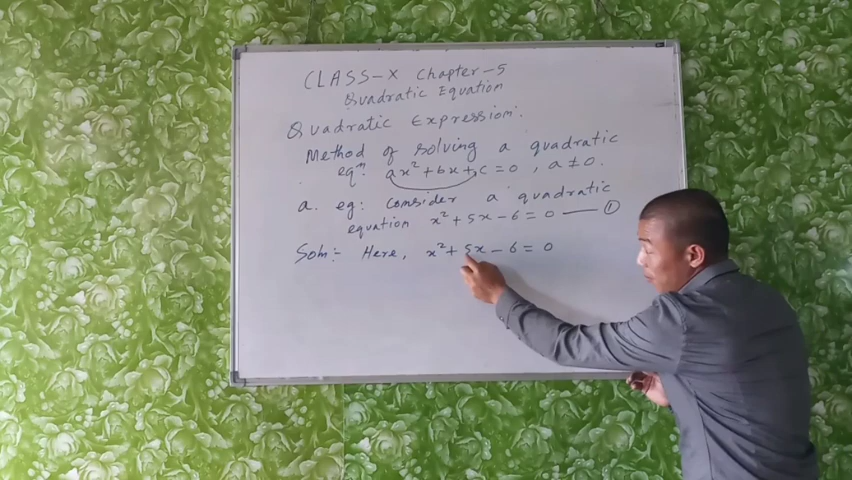 CLASS-X Chapter-5
Quadratic Equation
Quadratic Expression:
Method of solving a quadratic
eqⁿ ax² + bx + c = 0 , a ≠ 0.
a. eg: Consider a quadratic
equation x² + 5x - 6 = 0 —— ①
Soln:- Here, x² + 5x - 6 = 0